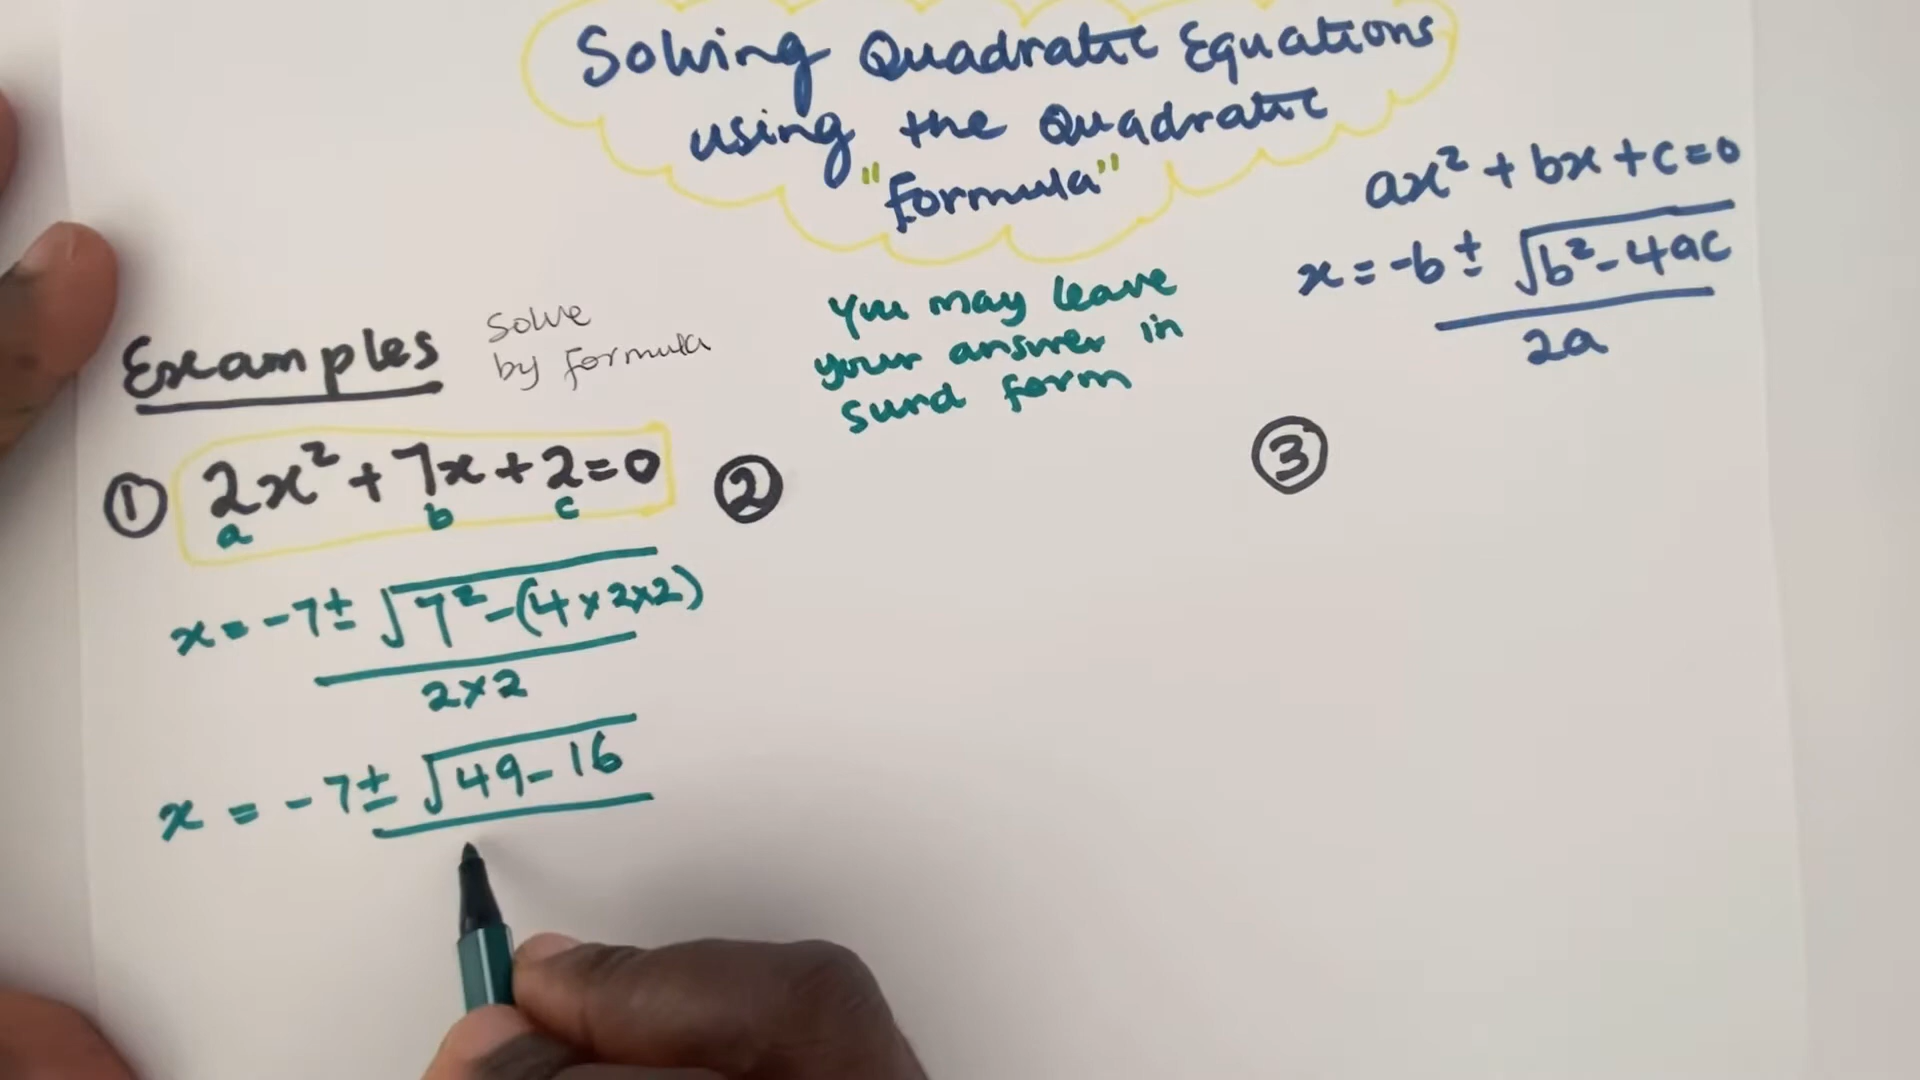 Solving Quadratic Equations
using the Quadratic
"Formula"
ax² + bx + c = 0
x = -b ± √b² - 4ac
2a
Examples
Solve
by formula
You may leave
your answer in
surd form
① 2x² + 7x + 2 = 0
a b c
②
③
x = -7 ± √7² - (4 × 2 × 2)
2 × 2
x = -7 ± √49 - 16